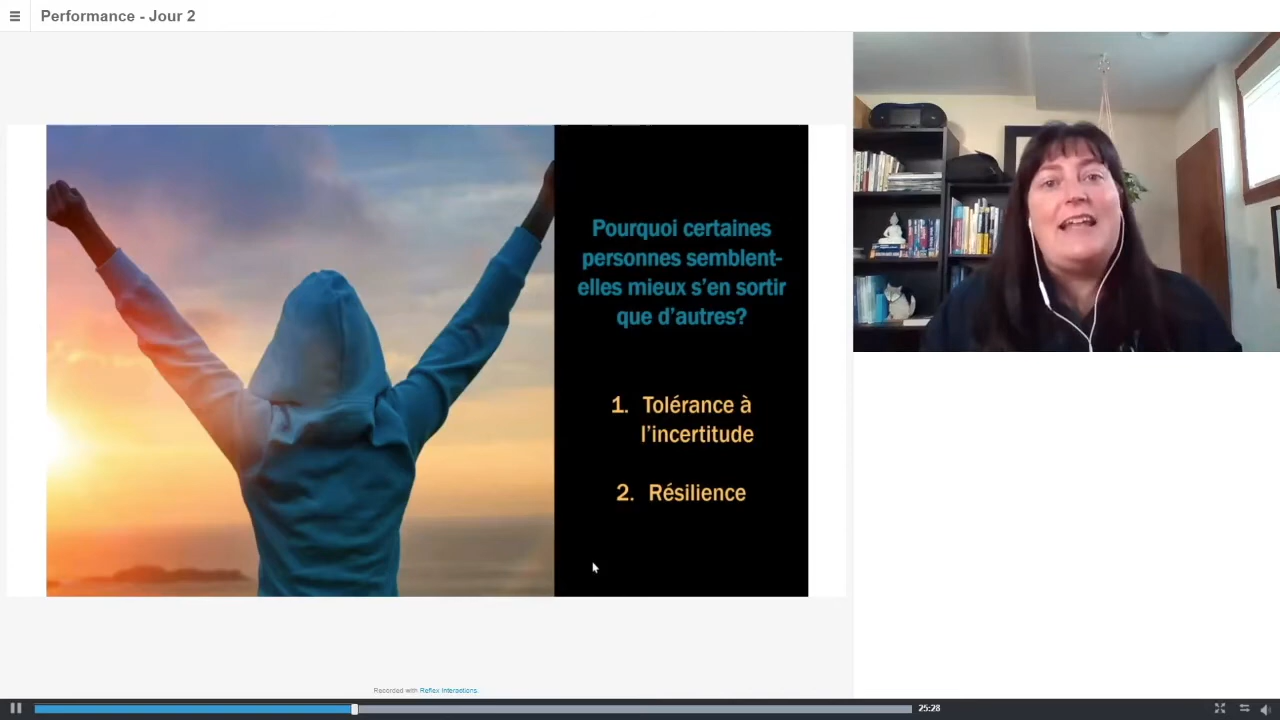 Performance - Jour 2
Pourquoi certaines
personnes semblent-
elles mieux s'en sortir
que d'autres?
1. Tolérance à
l'incertitude
2. Résilience
Recorded with Reflex Interactions.
25:28